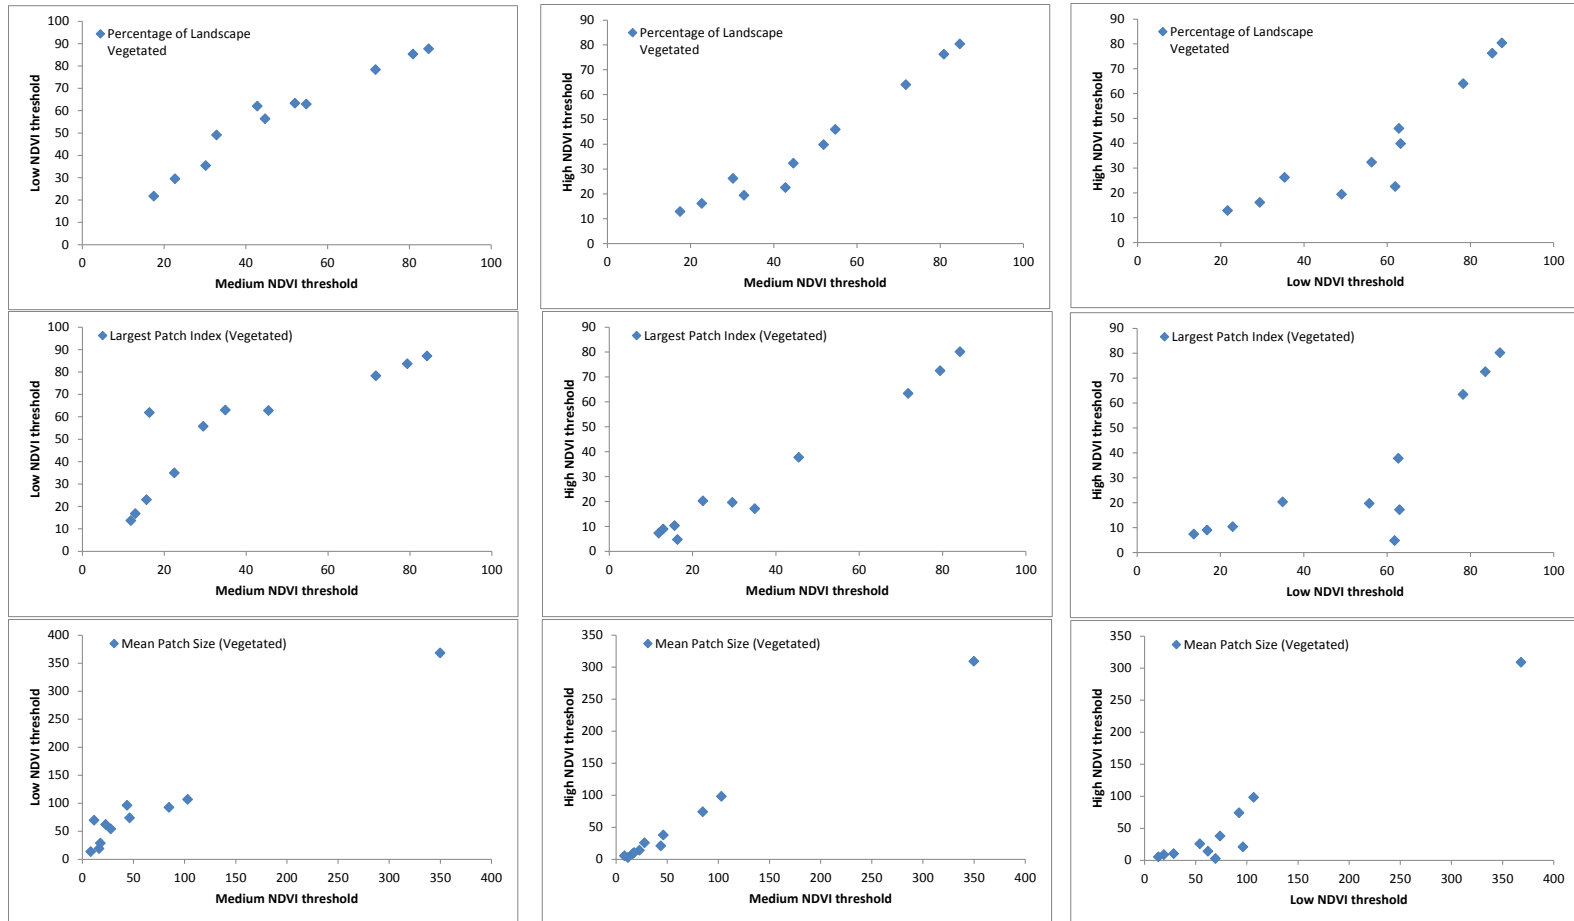 Percentage of Landscape
Vegetated
Low NDVI threshold
100
90
80
70
60
50
40
30
20
10
0
0 20 40 60 80 100
Medium NDVI threshold
Percentage of Landscape
Vegetated
High NDVI threshold
90
80
70
60
50
40
30
20
10
0
0 20 40 60 80 100
Medium NDVI threshold
Percentage of Landscape
Vegetated
High NDVI threshold
90
80
70
60
50
40
30
20
10
0
0 20 40 60 80 100
Low NDVI threshold
Largest Patch Index (Vegetated)
Low NDVI threshold
100
90
80
70
60
50
40
30
20
10
0
0 20 40 60 80 100
Medium NDVI threshold
Largest Patch Index (Vegetated)
High NDVI threshold
90
80
70
60
50
40
30
20
10
0
0 20 40 60 80 100
Medium NDVI threshold
Largest Patch Index (Vegetated)
High NDVI threshold
90
80
70
60
50
40
30
20
10
0
0 20 40 60 80 100
Low NDVI threshold
Mean Patch Size (Vegetated)
Low NDVI threshold
400
350
300
250
200
150
100
50
0
0 50 100 150 200 250 300 350 400
Medium NDVI threshold
Mean Patch Size (Vegetated)
High NDVI threshold
350
300
250
200
150
100
50
0
0 50 100 150 200 250 300 350 400
Medium NDVI threshold
Mean Patch Size (Vegetated)
High NDVI threshold
350
300
250
200
150
100
50
0
0 50 100 150 200 250 300 350 400
Low NDVI threshold